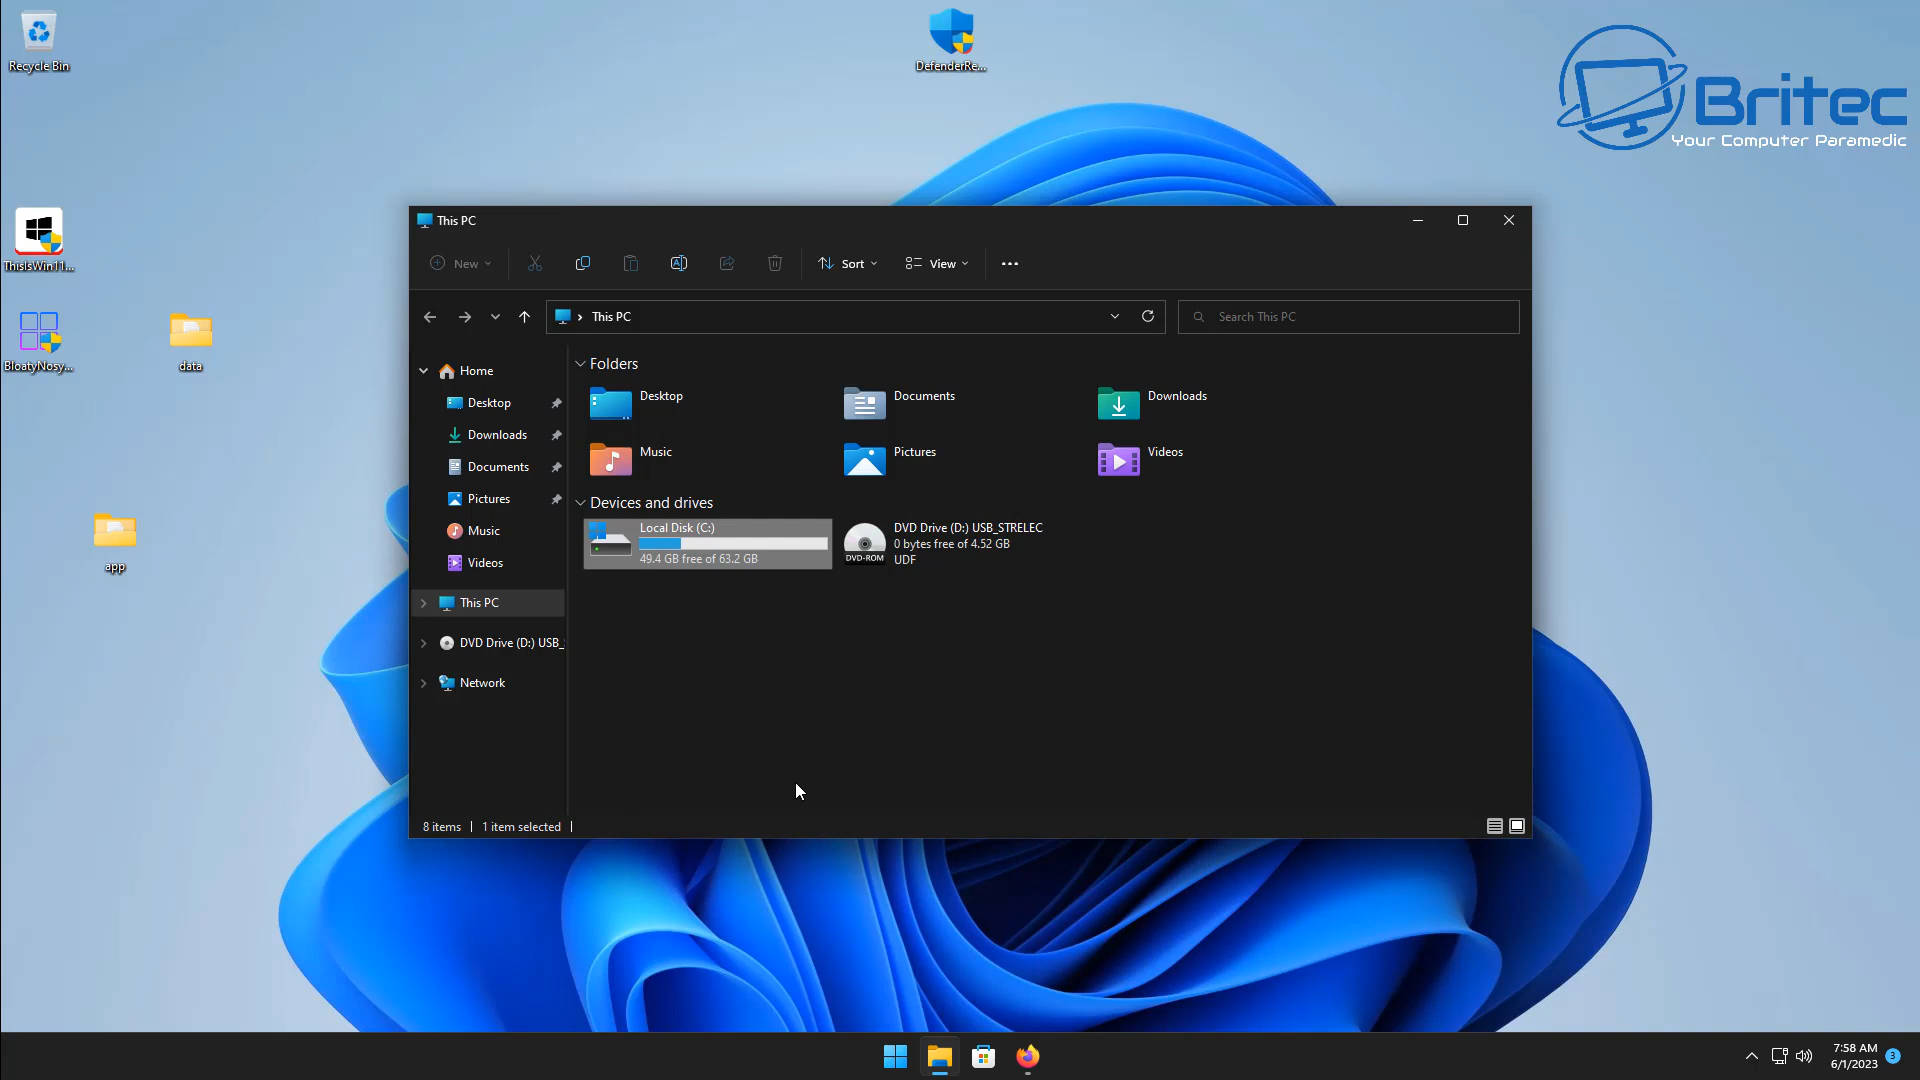 Recycle Bin
DefenderRe...
Britec
Your Computer Paramedic
ThisIsWin11...
BloatyNosy...
data
app
This PC
New
Sort
View
This PC
Search This PC
Home
Desktop
Downloads
Documents
Pictures
Music
Videos
This PC
DVD Drive (D:) USB_
Network
Folders
Desktop
Documents
Downloads
Music
Pictures
Videos
Devices and drives
Local Disk (C:)
49.4 GB free of 63.2 GB
DVD-ROM
DVD Drive (D:) USB_STRELEC
0 bytes free of 4.52 GB
UDF
8 items
1 item selected
7:58 AM
6/1/2023
3